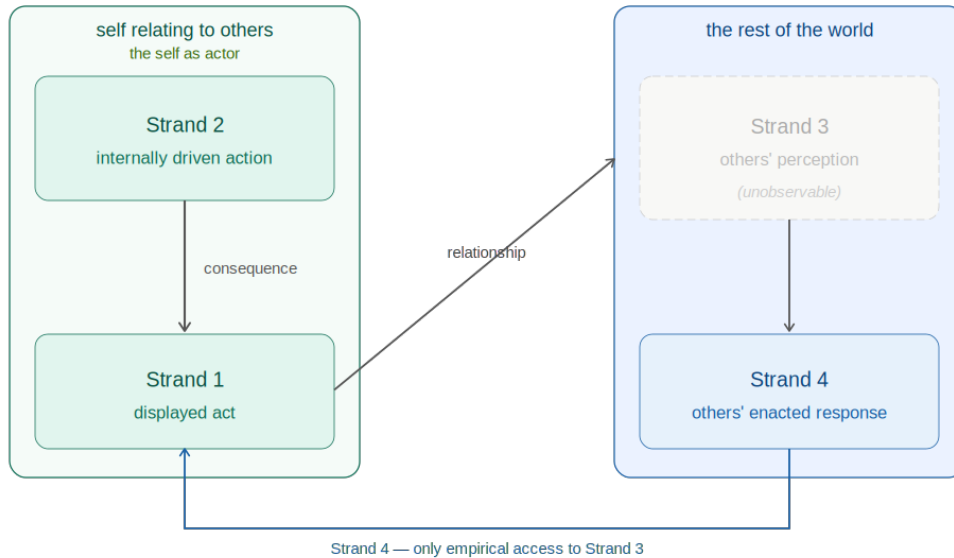 self relating to others
the self as actor
Strand 2
internally driven action
consequence
Strand 1
displayed act
relationship
the rest of the world
Strand 3
others' perception
(unobservable)
Strand 4
others' enacted response
Strand 4 — only empirical access to Strand 3